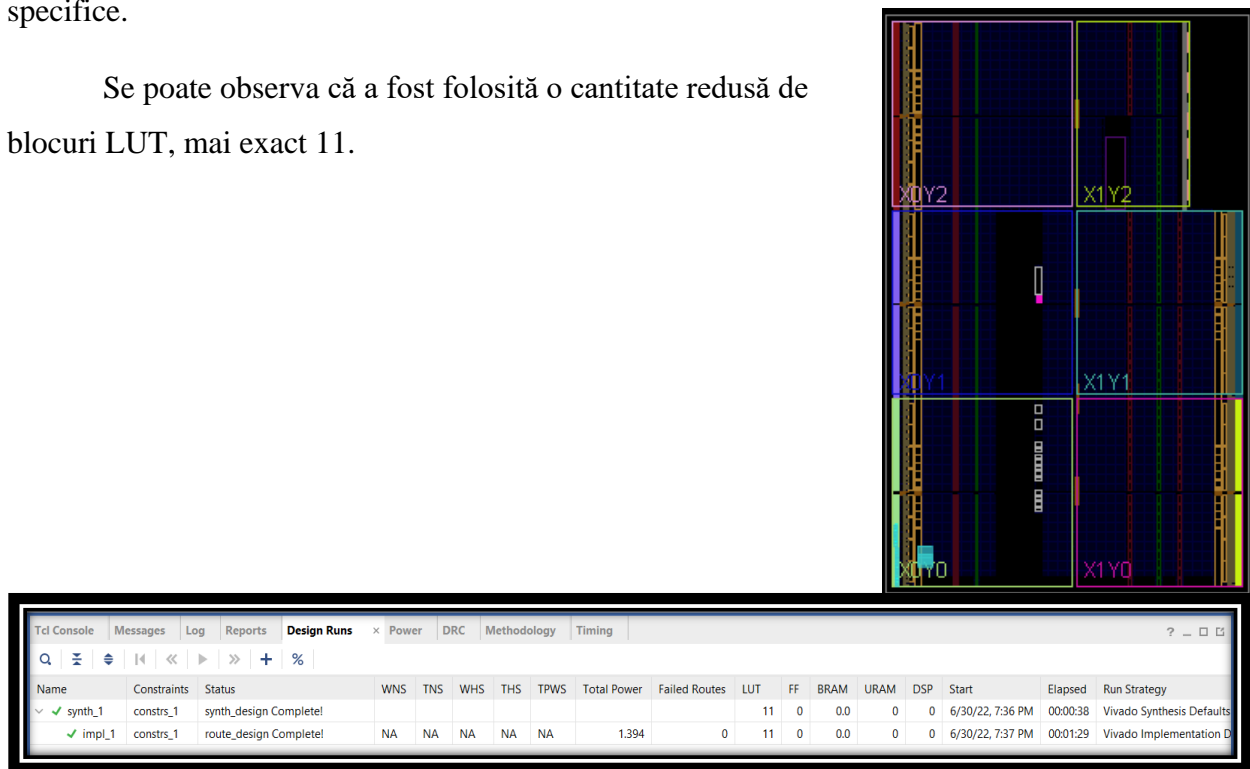 specifice.
Se poate observa că a fost folosită o cantitate redusă de
blocuri LUT, mai exact 11.
X0Y2 X1Y2
X0Y1 X1Y1
X0Y0 X1Y0
Tcl Console Messages Log Reports Design Runs × Power DRC Methodology Timing ?
Name Constraints Status WNS TNS WHS THS TPWS Total Power Failed Routes LUT FF BRAM URAM DSP Start Elapsed Run Strategy
synth_1 constrs_1 synth_design Complete! 11 0 0.0 0 0 6/30/22, 7:36 PM 00:00:38 Vivado Synthesis Defaults
impl_1 constrs_1 route_design Complete! NA NA NA NA NA 1.394 0 11 0 0.0 0 0 6/30/22, 7:37 PM 00:01:29 Vivado Implementation D